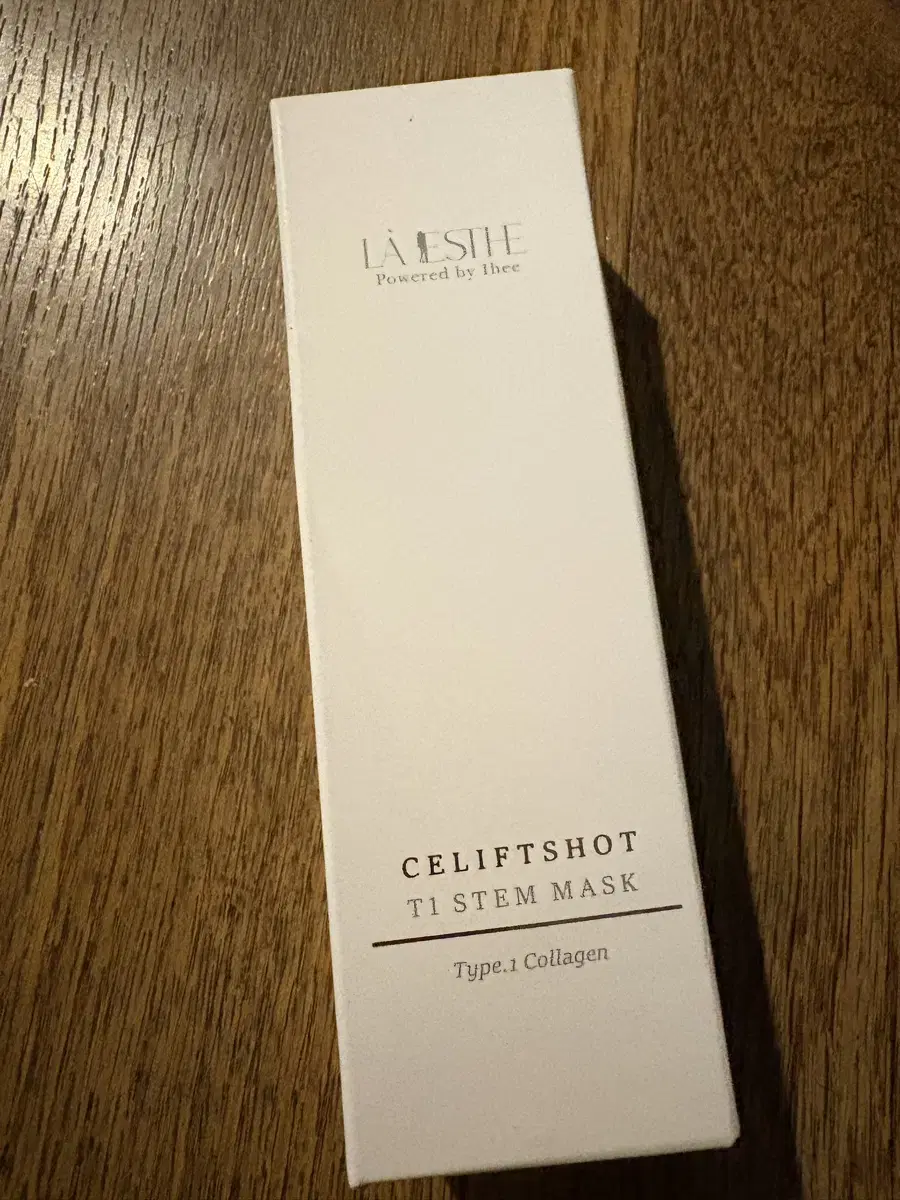 LÀ ESTHE
Powered by Ihee
CELIFTSHOT
T1 STEM MASK
Type.1 Collagen